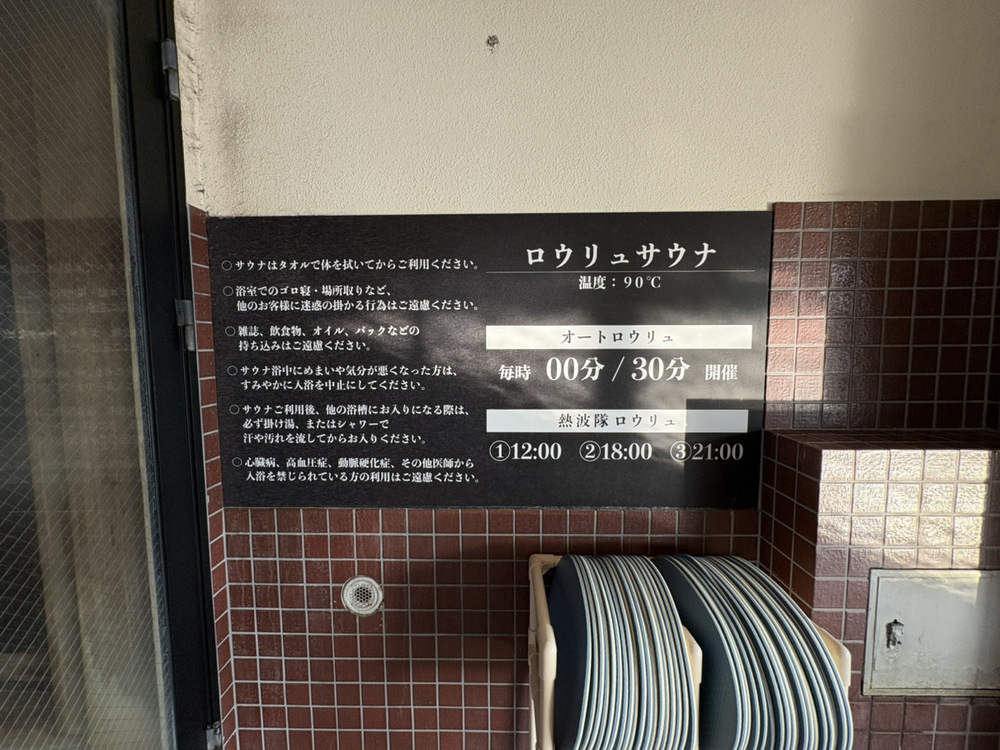 ○サウナはタオルで体を拭いてからご利用ください。
○浴室でのゴロ寝・場所取りなど、
他のお客様に迷惑の掛かる行為はご遠慮ください。
○雑誌、飲食物、オイル、パックなどの
持ち込みはご遠慮ください。
○サウナ浴中にめまいや気分が悪くなった方は、
すみやかに入浴を中止にしてください。
○サウナご利用後、他の浴槽にお入りになる際は、
必ず掛け湯、またはシャワーで
汗や汚れを流してからお入りください。
○心臓病、高血圧症、動脈硬化症、その他医師から
入浴を禁じられている方の利用はご遠慮ください。
ロウリュサウナ
温度：90℃
オートロウリュ
毎時 00分 / 30分 開催
熱波隊ロウリュ
①12:00 ②18:00 ③21:00